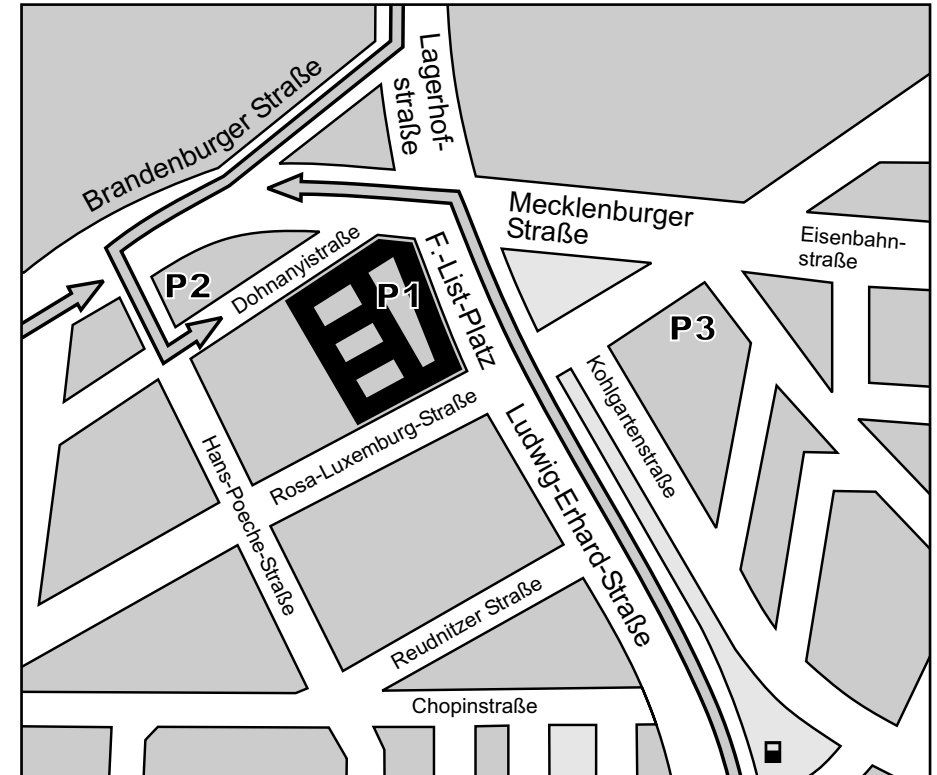 Lagerhof-
straße
Brandenburger Straße
Mecklenburger
Straße
Eisenbahn-
straße
F.-List-Platz
Dohnanyistraße
P2
P1
P3
Kohlgartenstraße
Rosa-Luxemburg-Straße
Ludwig-Erhard-Straße
Hans-Poeche-Straße
Reudnitzer Straße
Chopinstraße